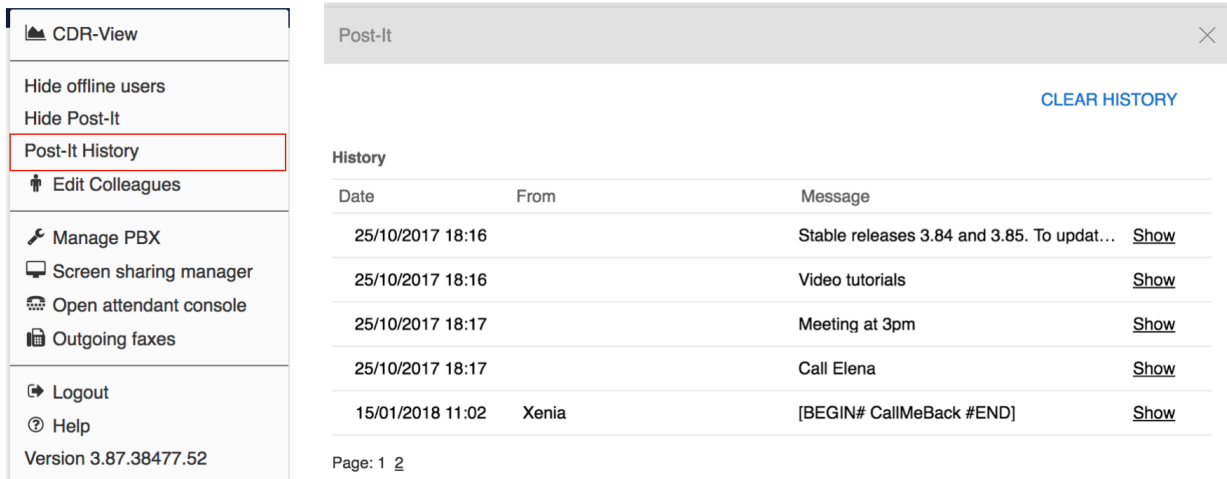 CDR-View
Hide offline users
Hide Post-It
Post-It History
Edit Colleagues
Manage PBX
Screen sharing manager
Open attendant console
Outgoing faxes
Logout
Help
Version 3.87.38477.52
Post-It
CLEAR HISTORY
History
Date From Message
25/10/2017 18:16 Stable releases 3.84 and 3.85. To updat... Show
25/10/2017 18:16 Video tutorials Show
25/10/2017 18:17 Meeting at 3pm Show
25/10/2017 18:17 Call Elena Show
15/01/2018 11:02 Xenia [BEGIN# CallMeBack #END] Show
Page: 1 2